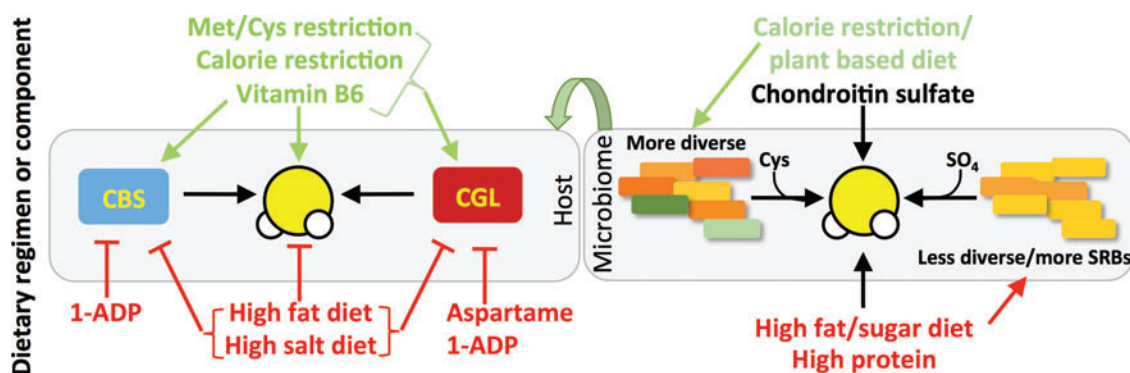 Dietary regimen or component
Met/Cys restriction
Calorie restriction
Vitamin B6
CBS
CGL
1-ADP
High fat diet
High salt diet
Aspartame
1-ADP
Host
Microbiome
Calorie restriction/
plant based diet
Chondroitin sulfate
More diverse
Cys
SO₄
Less diverse/more SRBs
High fat/sugar diet
High protein